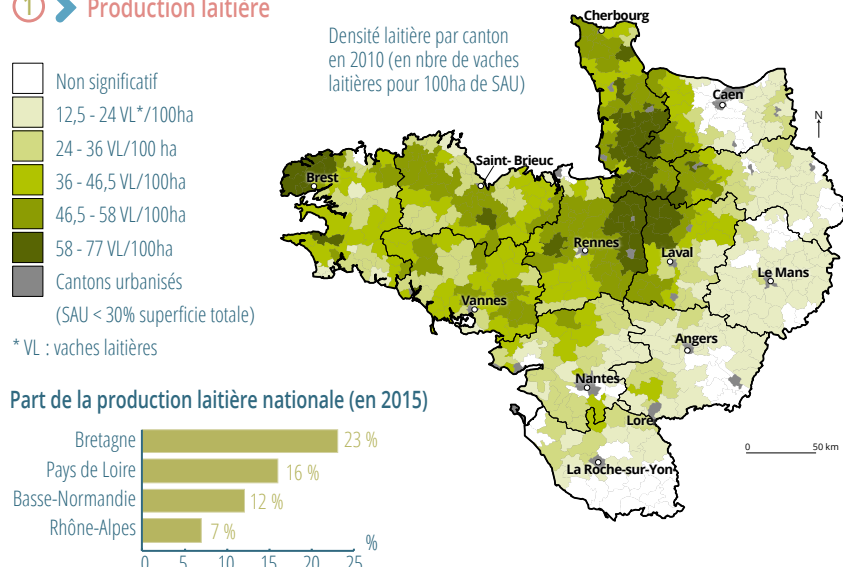 1 Production laitière
Densité laitière par canton
en 2010 (en nbre de vaches
laitières pour 100ha de SAU)
Non significatif
12,5 - 24 VL*/100ha
24 - 36 VL/100 ha
36 - 46,5 VL/100ha
46,5 - 58 VL/100ha
58 - 77 VL/100ha
Cantons urbanisés
(SAU < 30% superficie totale)
* VL : vaches laitières
Cherbourg
Caen
N
Saint- Brieuc
Brest
Rennes
Laval
Le Mans
Vannes
Angers
Nantes
Loire
La Roche-sur-Yon
0 50 km
Part de la production laitière nationale (en 2015)
Bretagne 23 %
Pays de Loire 16 %
Basse-Normandie 12 %
Rhône-Alpes 7 %
0 5 10 15 20 25 %